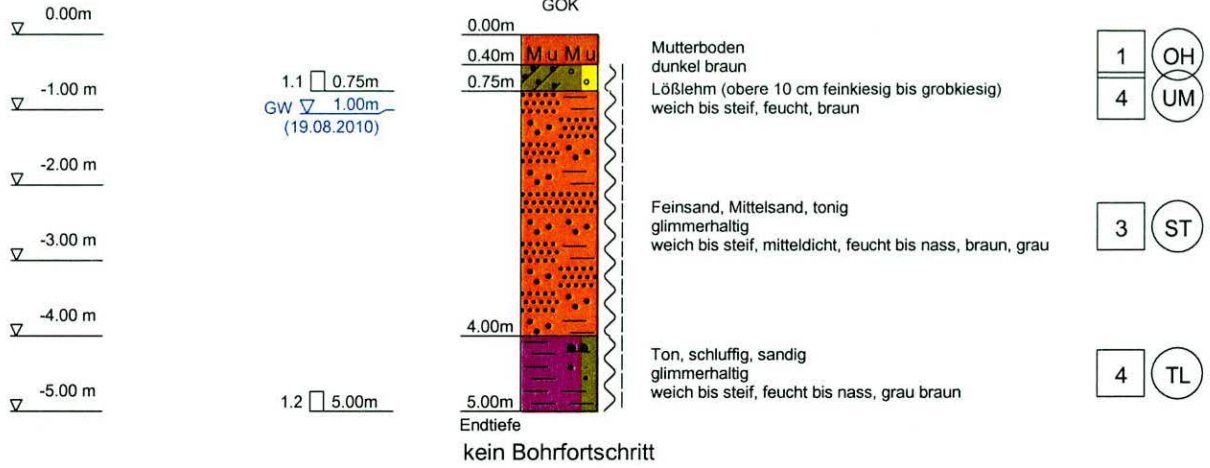 GOK
0.00m
0.00m
0.40m
M u M u
Mutterboden
dunkel braun
1
OH
-1.00 m
1.1
0.75m
0.75m
Lößlehm (obere 10 cm feinkiesig bis grobkiesig)
weich bis steif, feucht, braun
4
UM
GW
1.00m
(19.08.2010)
-2.00 m
Feinsand, Mittelsand, tonig
glimmerhaltig
weich bis steif, mitteldicht, feucht bis nass, braun, grau
3
ST
-3.00 m
-4.00 m
4.00m
Ton, schluffig, sandig
glimmerhaltig
weich bis steif, feucht bis nass, grau braun
4
TL
-5.00 m
1.2
5.00m
5.00m
Endtiefe
kein Bohrfortschritt